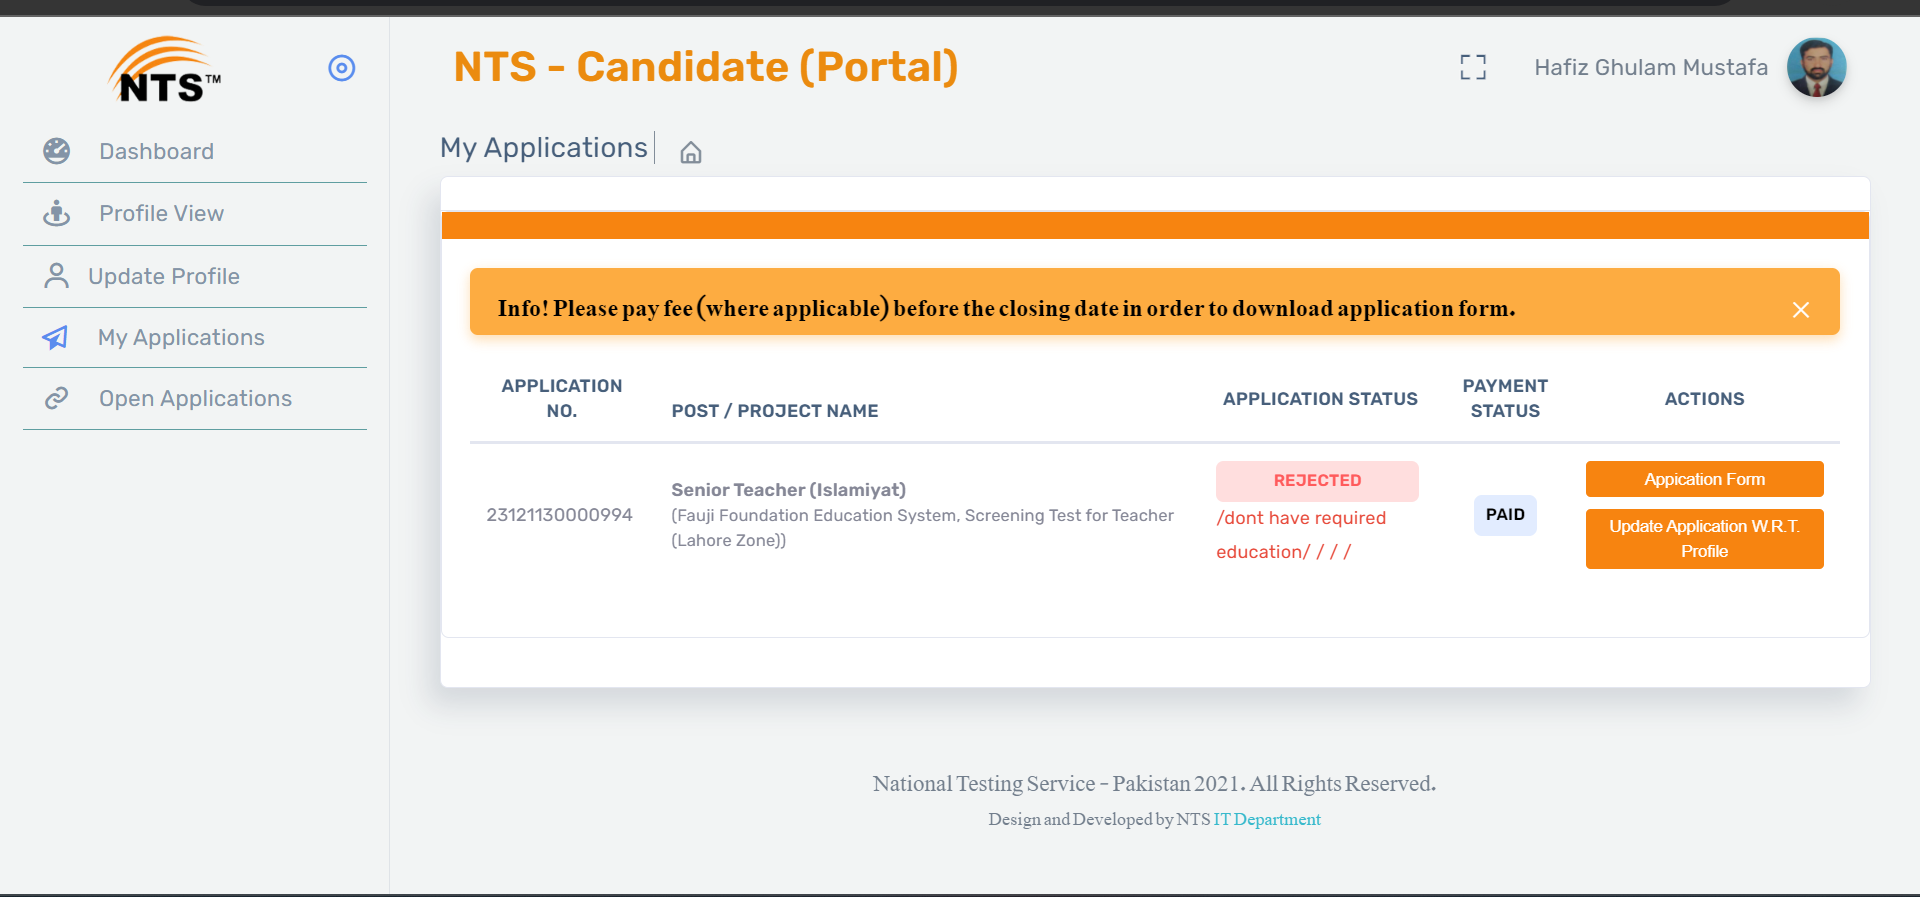 NTS™
NTS - Candidate (Portal)
Hafiz Ghulam Mustafa
Dashboard
Profile View
Update Profile
My Applications
Open Applications
My Applications
Info! Please pay fee (where applicable) before the closing date in order to download application form.
APPLICATION
NO.
POST / PROJECT NAME
APPLICATION STATUS
PAYMENT
STATUS
ACTIONS
23121130000994
Senior Teacher (Islamiyat)
(Fauji Foundation Education System, Screening Test for Teacher
(Lahore Zone))
REJECTED
/dont have required
education/ / / /
PAID
Appication Form
Update Application W.R.T.
Profile
National Testing Service - Pakistan 2021. All Rights Reserved.
Design and Developed by NTS IT Department